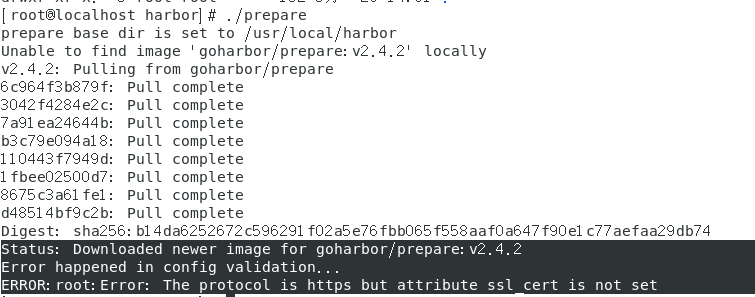 [root@localhost harbor]# ./prepare
prepare base dir is set to /usr/local/harbor
Unable to find image 'goharbor/prepare:v2.4.2' locally
v2.4.2: Pulling from goharbor/prepare
6c964f3b879f: Pull complete
3042f4284e2c: Pull complete
7a91ea24644b: Pull complete
b3c79e094a18: Pull complete
110443f7949d: Pull complete
1fbee02500d7: Pull complete
8675c3a61fe1: Pull complete
d48514bf9c2b: Pull complete
Digest: sha256:b14da6252672c596291f02a5e76fbb065f558aaf0a647f90e1c77aefaa29db74
Status: Downloaded newer image for goharbor/prepare:v2.4.2
Error happened in config validation...
ERROR:root:Error: The protocol is https but attribute ssl_cert is not set